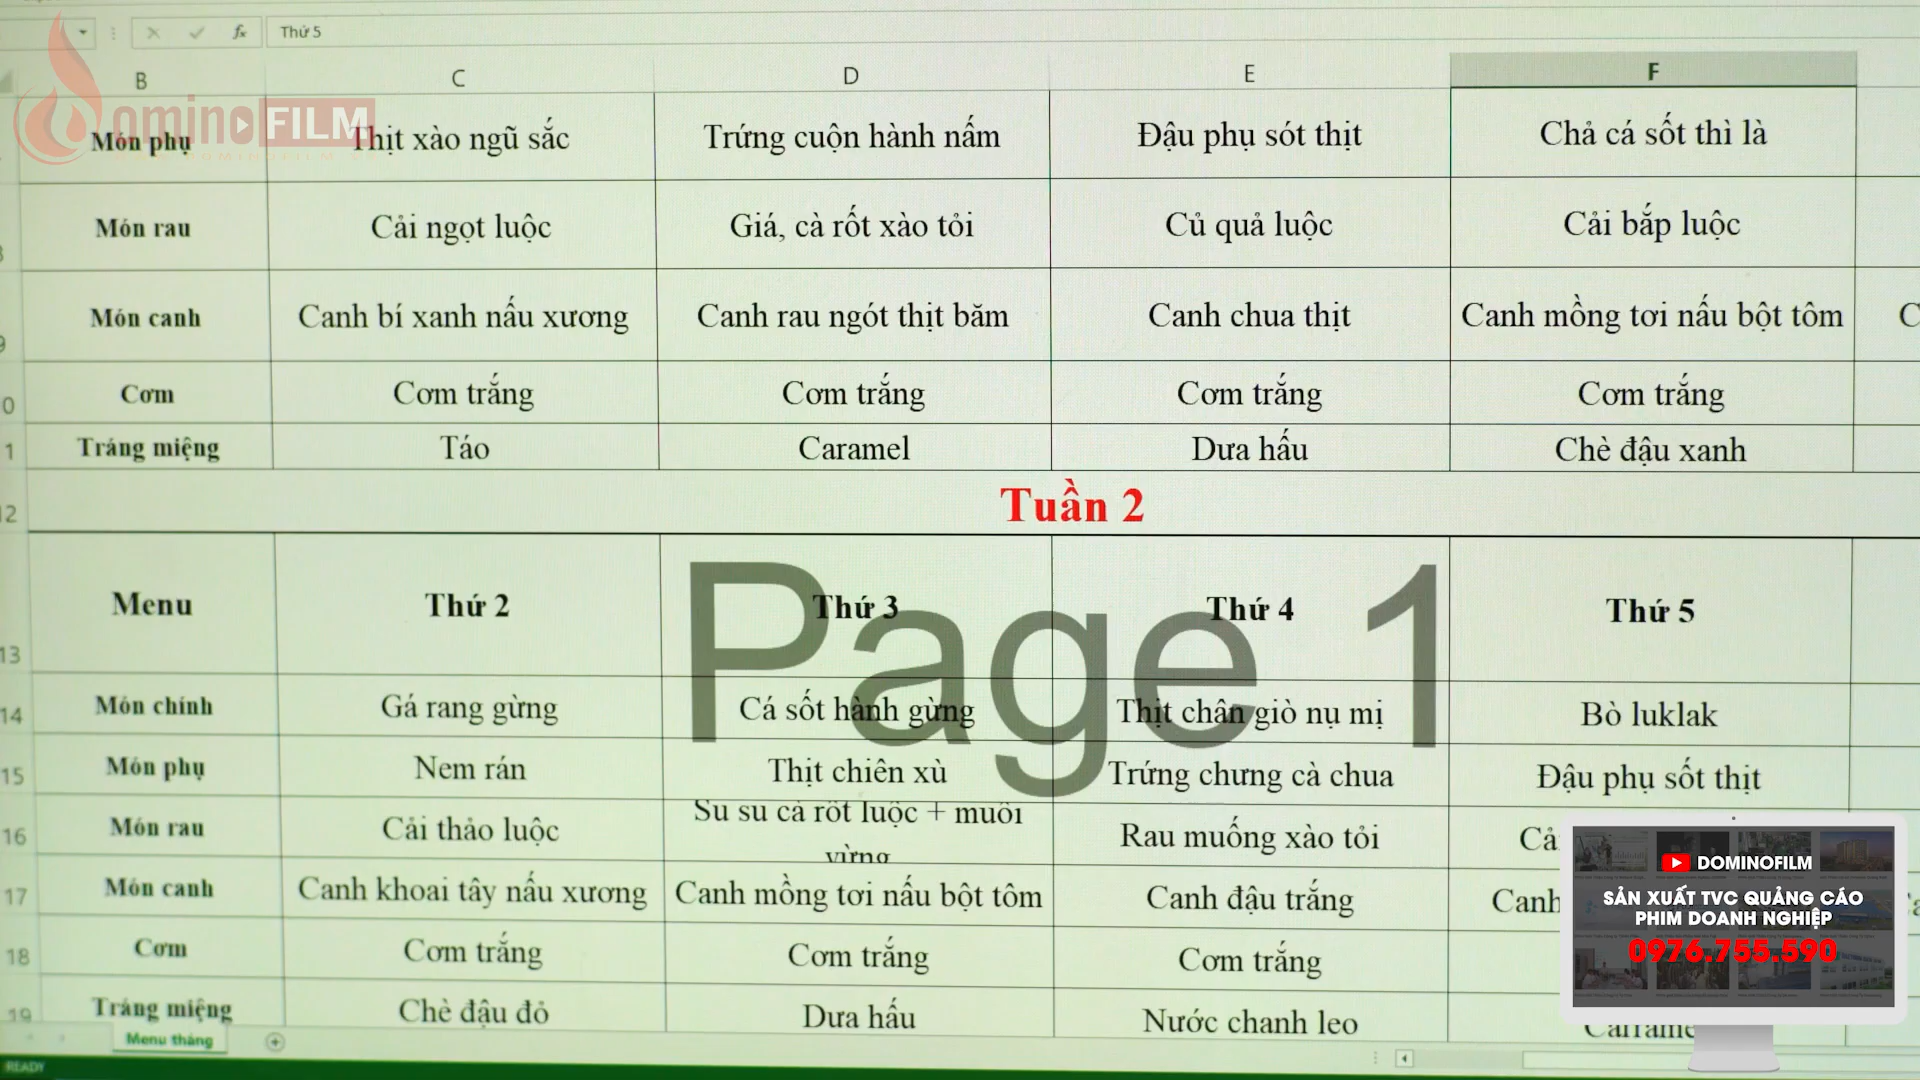 Thứ 5
B C D E F
ominoFILM
Món phụ Thịt xào ngũ sắc Trứng cuộn hành nấm Đậu phụ sót thịt Chả cá sốt thì là
Món rau Cải ngọt luộc Giá, cà rốt xào tỏi Củ quả luộc Cải bắp luộc
Món canh Canh bí xanh nấu xương Canh rau ngót thịt băm Canh chua thịt Canh mồng tơi nấu bột tôm C
9
0 Cơm Cơm trắng Cơm trắng Cơm trắng Cơm trắng
1 Tráng miệng Táo Caramel Dưa hấu Chè đậu xanh
12 Tuần 2
Page 1
13 Menu Thứ 2 Thứ 3 Thứ 4 Thứ 5
14 Món chính Gá rang gừng Cá sốt hành gừng Thịt chân giò nụ mị Bò luklak
15 Món phụ Nem rán Thịt chiên xù Trứng chưng cà chua Đậu phụ sốt thịt
16 Món rau Cải thảo luộc Su su cà rốt luộc + muối vừng Rau muống xào tỏi Cả
17 Món canh Canh khoai tây nấu xương Canh mồng tơi nấu bột tôm Canh đậu trắng Canh
18 Cơm Cơm trắng Cơm trắng Cơm trắng
19 Tráng miệng Chè đậu đỏ Dưa hấu Nước chanh leo Carrame
Menu tháng
READY
DOMINOFILM
SẢN XUẤT TVC QUẢNG CÁO
PHIM DOANH NGHIỆP
0976.755.590